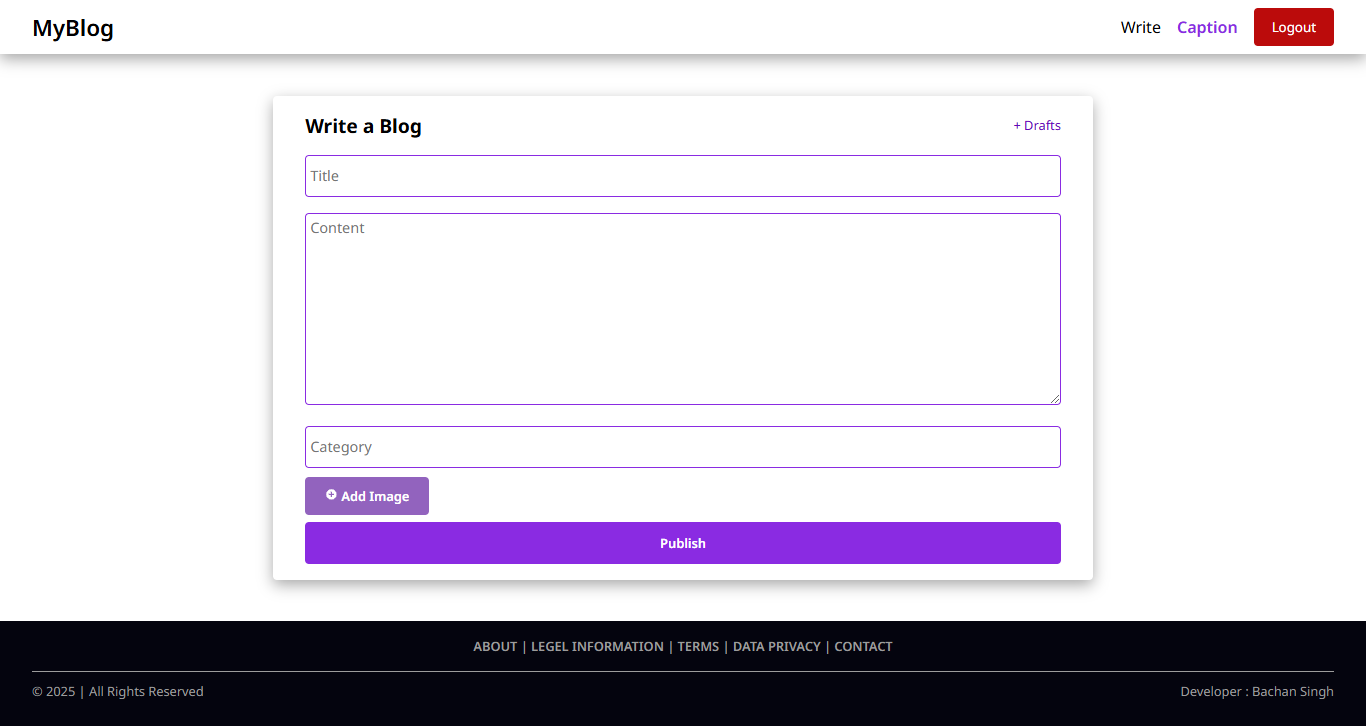 MyBlog Write Caption Logout
Write a Blog + Drafts
Title
Content
Category
Add Image
Publish
ABOUT | LEGEL INFORMATION | TERMS | DATA PRIVACY | CONTACT
© 2025 | All Rights Reserved Developer : Bachan Singh